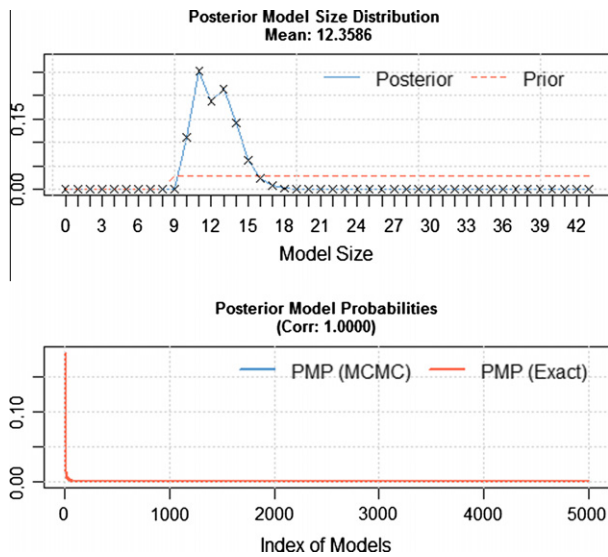 Posterior Model Size Distribution
Mean: 12.3586
Posterior Prior
0.15
0.00
0 3 6 9 12 15 18 21 24 27 30 33 36 39 42
Model Size
Posterior Model Probabilities
(Corr: 1.0000)
PMP (MCMC) PMP (Exact)
0.10
0.00
0 1000 2000 3000 4000 5000
Index of Models